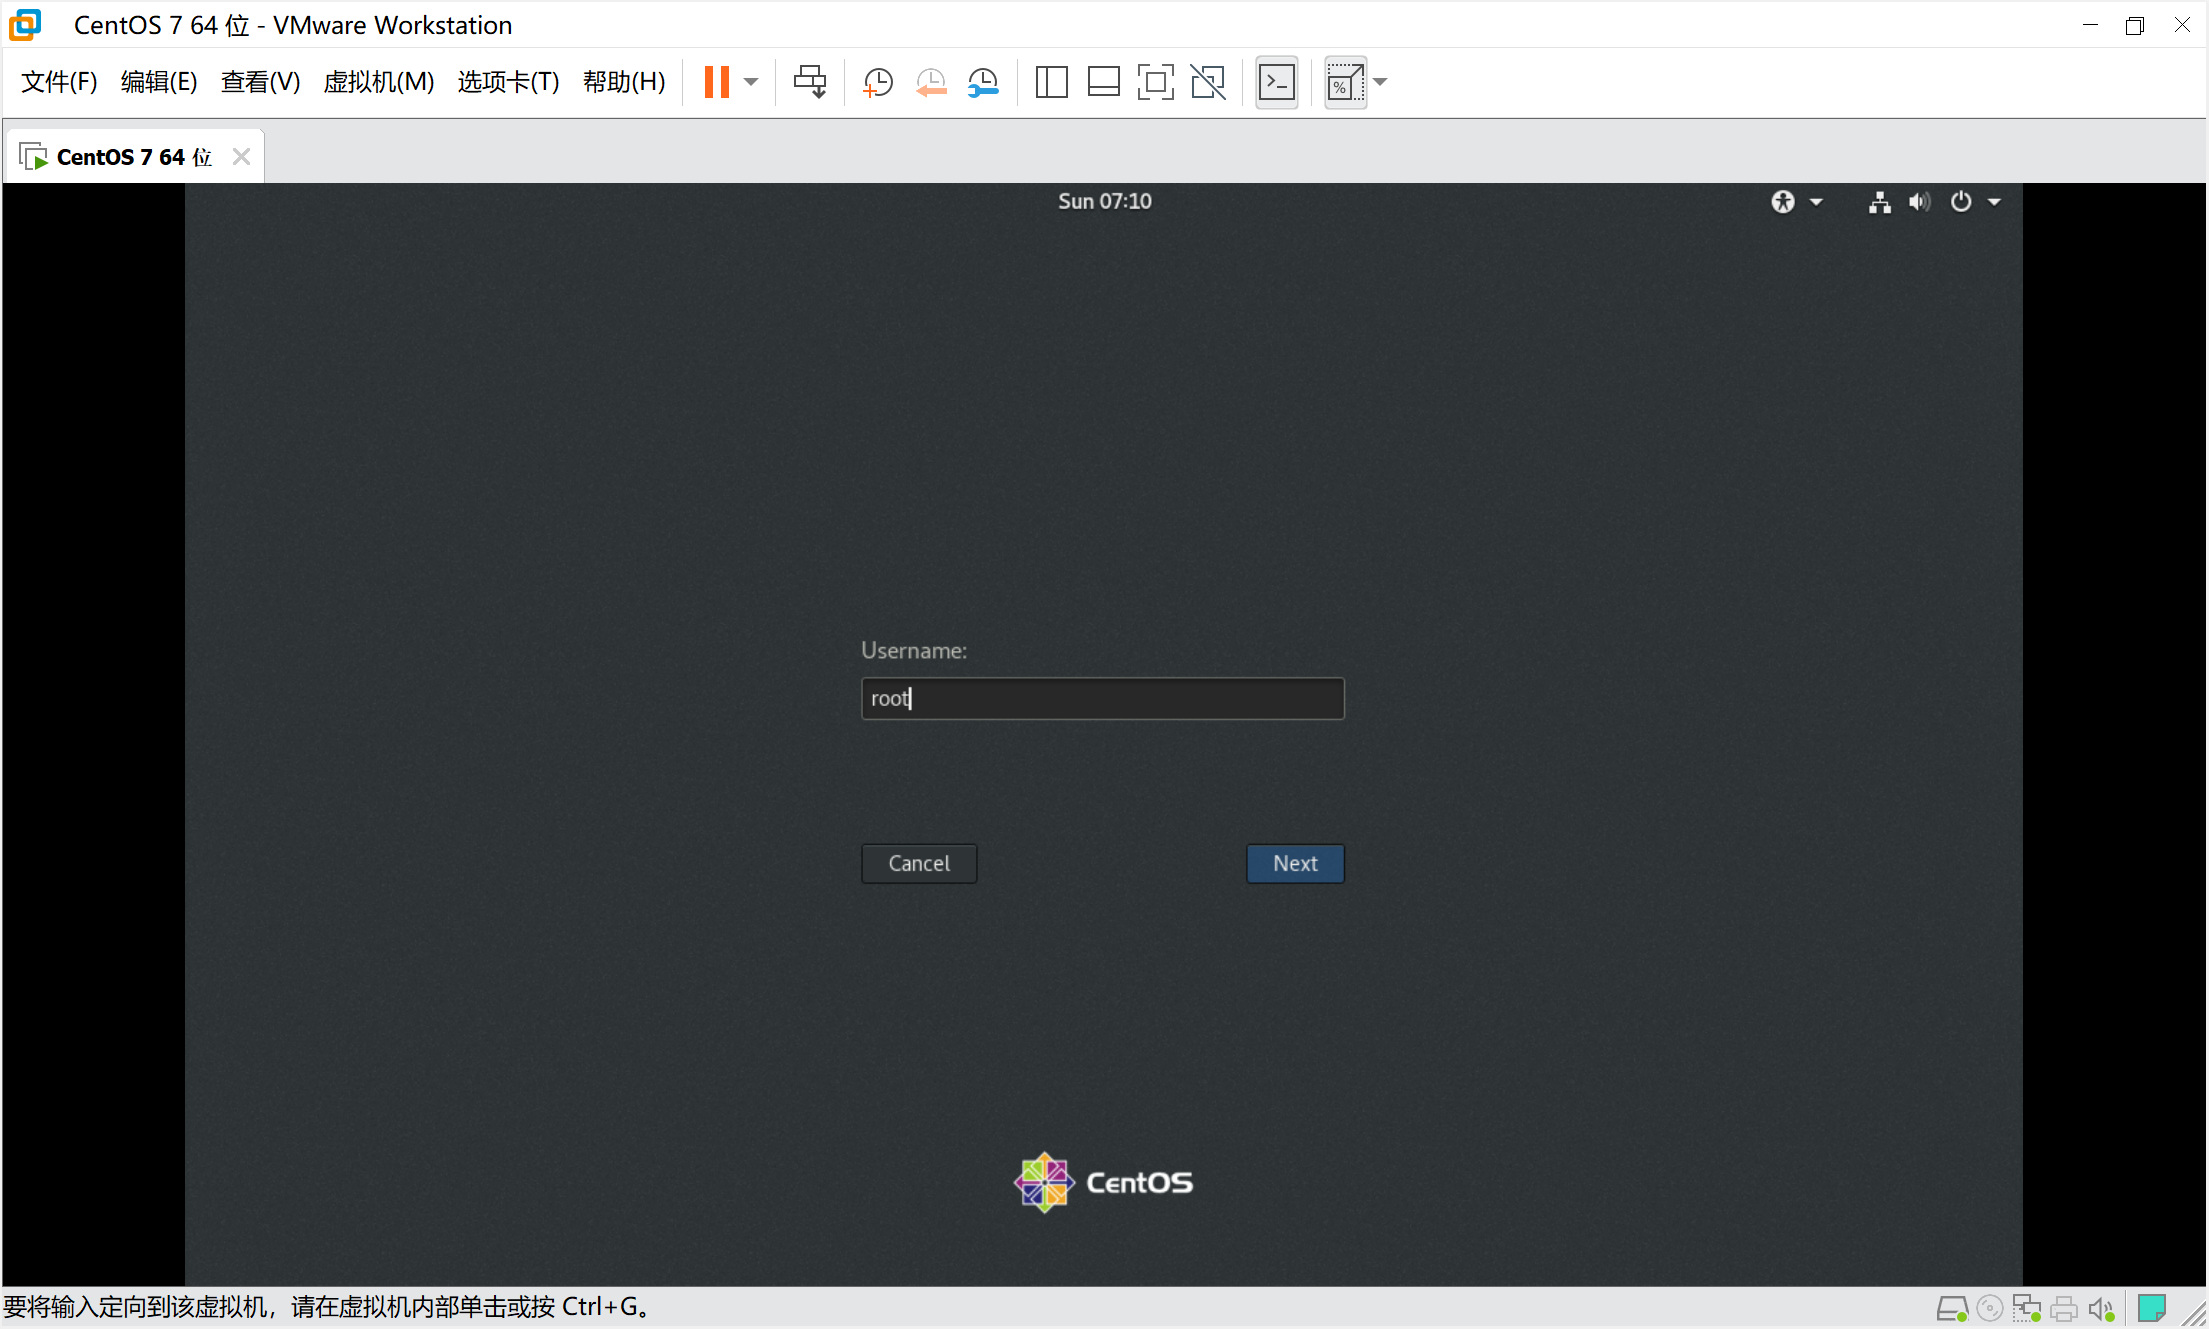 CentOS 7 64 位 - VMware Workstation
文件(F) 编辑(E) 查看(V) 虚拟机(M) 选项卡(T) 帮助(H)
CentOS 7 64 位
Sun 07:10
Username:
root
Cancel Next
CentOS
要将输入定向到该虚拟机，请在虚拟机内部单击或按 Ctrl+G。